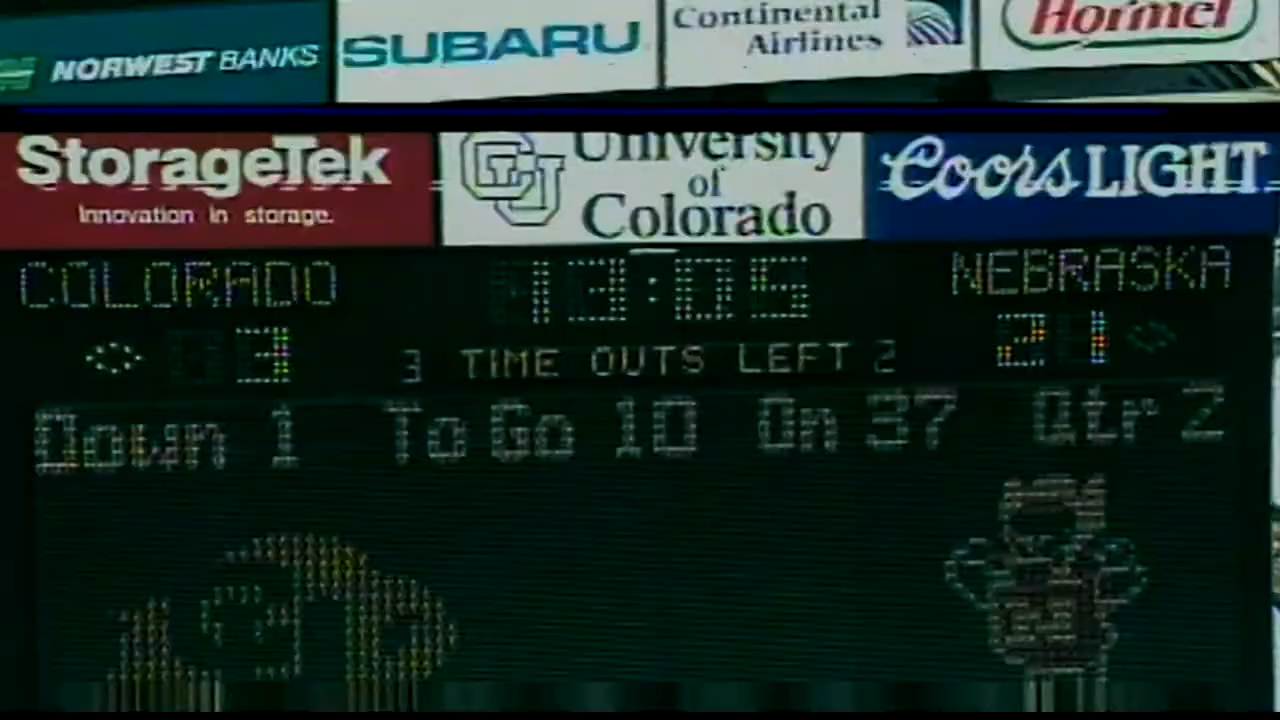 NORWEST BANKS
SUBARU
Continental
Airlines
Hormel
StorageTek
Innovation in storage.
CU
University
of
Colorado
Coors LIGHT
COLORADO
13:05
NEBRASKA
3
21
3 TIME OUTS LEFT 2
Down 1 To Go 10 On 37 Qtr 2